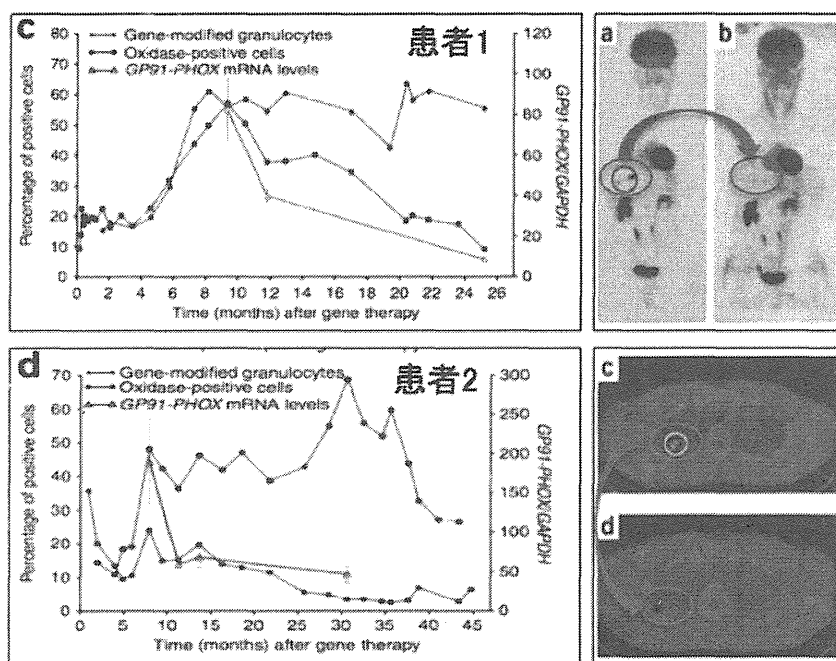 c
患者1
Gene-modified granulocytes
Oxidase-positive cells
GP91-PHOX mRNA levels
Percentage of positive cells
80
70
60
50
40
30
20
10
0
120
100
80
60
40
20
0
GP91-PHOX/GAPDH
0 2 4 6 8 10 12 14 16 18 20 22 24 26
Time (months) after gene therapy
a
b
d
患者2
Gene-modified granulocytes
Oxidase-positive cells
GP91-PHOX mRNA levels
Percentage of positive cells
70
60
50
40
30
20
10
0
300
250
200
150
100
50
0
GP91-PHOX/GAPDH
0 5 10 15 20 25 30 35 40 45
Time (months) after gene therapy
c
d